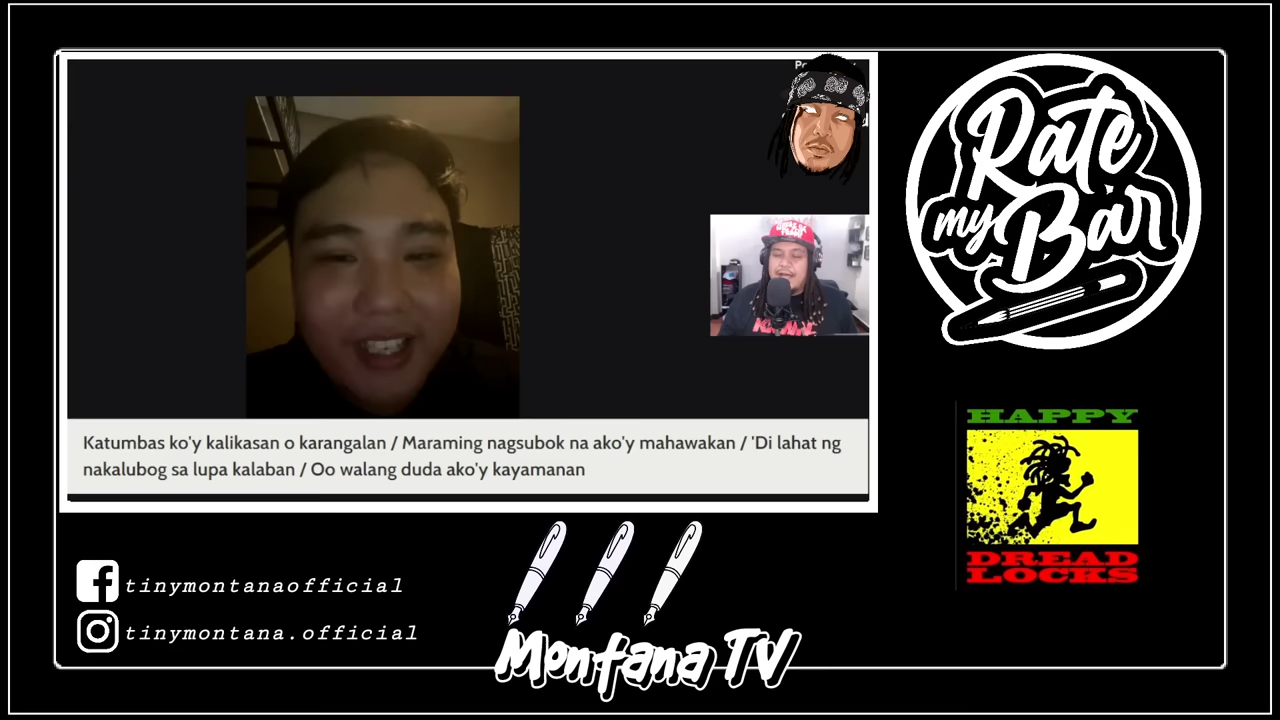 Rate
my Bar
Katumbas ko'y kalikasan o karangalan / Maraming nagsubok na ako'y mahawakan / 'Di lahat ng
nakalubog sa lupa kalaban / Oo walang duda ako'y kayamanan
HAPPY
DREAD
LOCKS
tinymontanaofficial
tinymontana.official
Montana TV